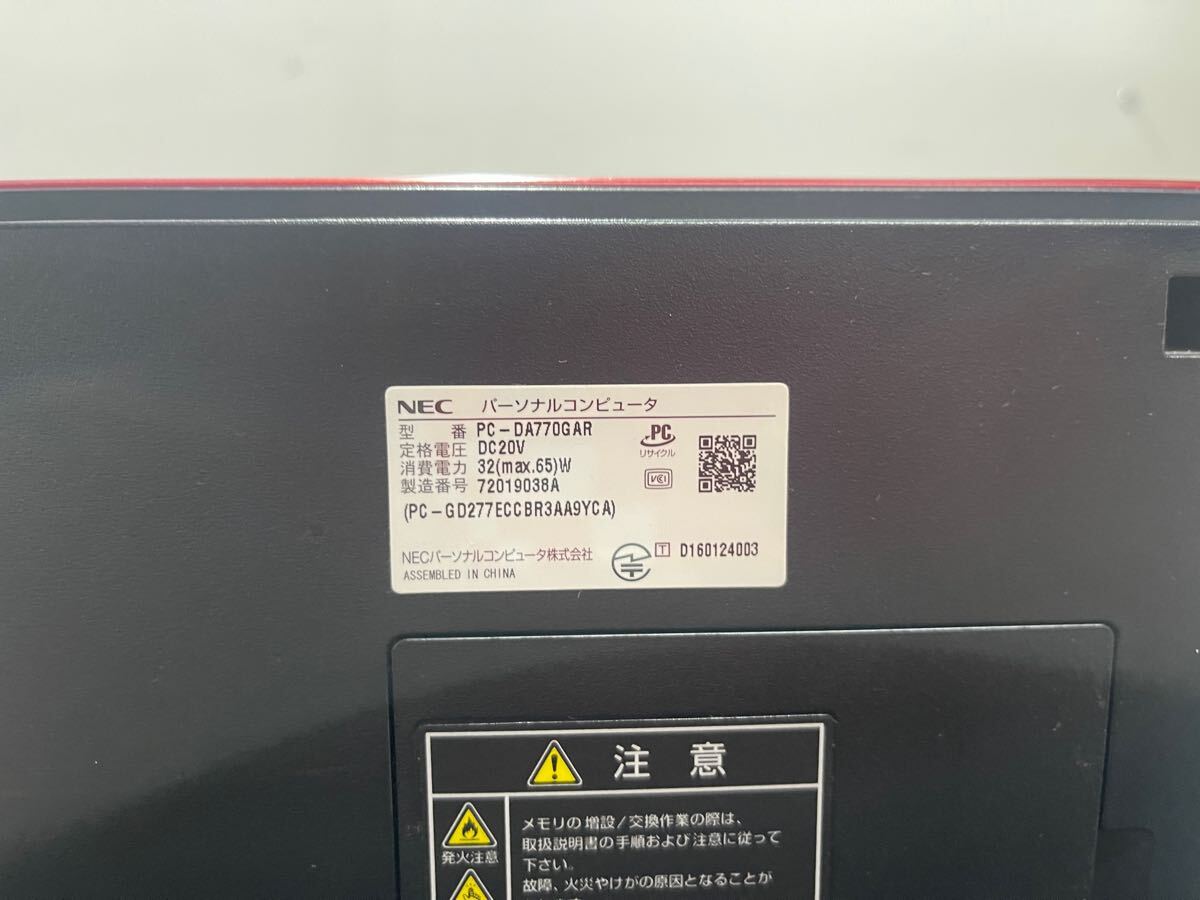 NEC パーソナルコンピュータ
型番 PC-DA770GAR
定格電圧 DC20V
消費電力 32(max.65)W
製造番号 72019038A
(PC-GD277ECCBR3AA9YCA)
PC
リサイクル
VCCI
NECパーソナルコンピュータ株式会社
ASSEMBLED IN CHINA
T D160124003
注意
発火注意
メモリの増設/交換作業の際は、
取扱説明書の手順および注意に従って
下さい。
故障、火災やけがの原因となることが